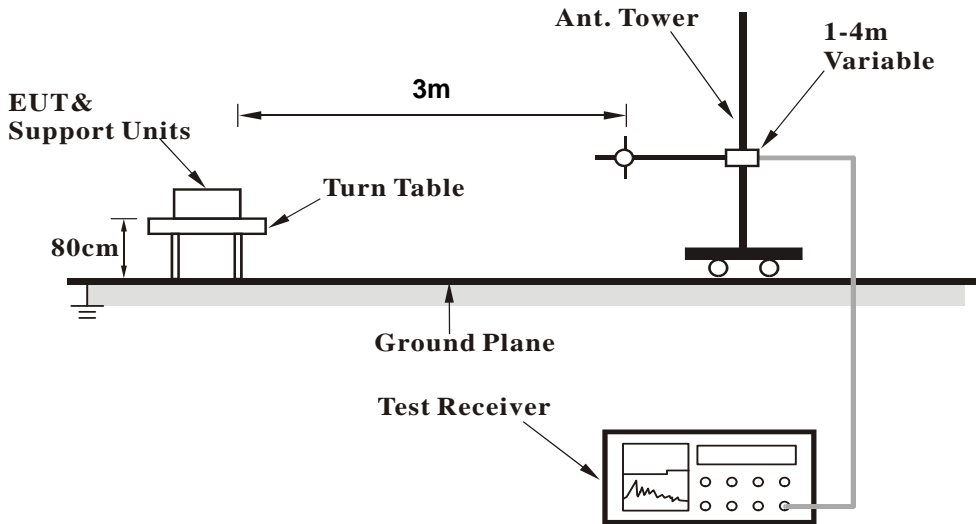 Ant. Tower
1-4m
Variable
3m
EUT&
Support Units
Turn Table
80cm
Ground Plane
Test Receiver